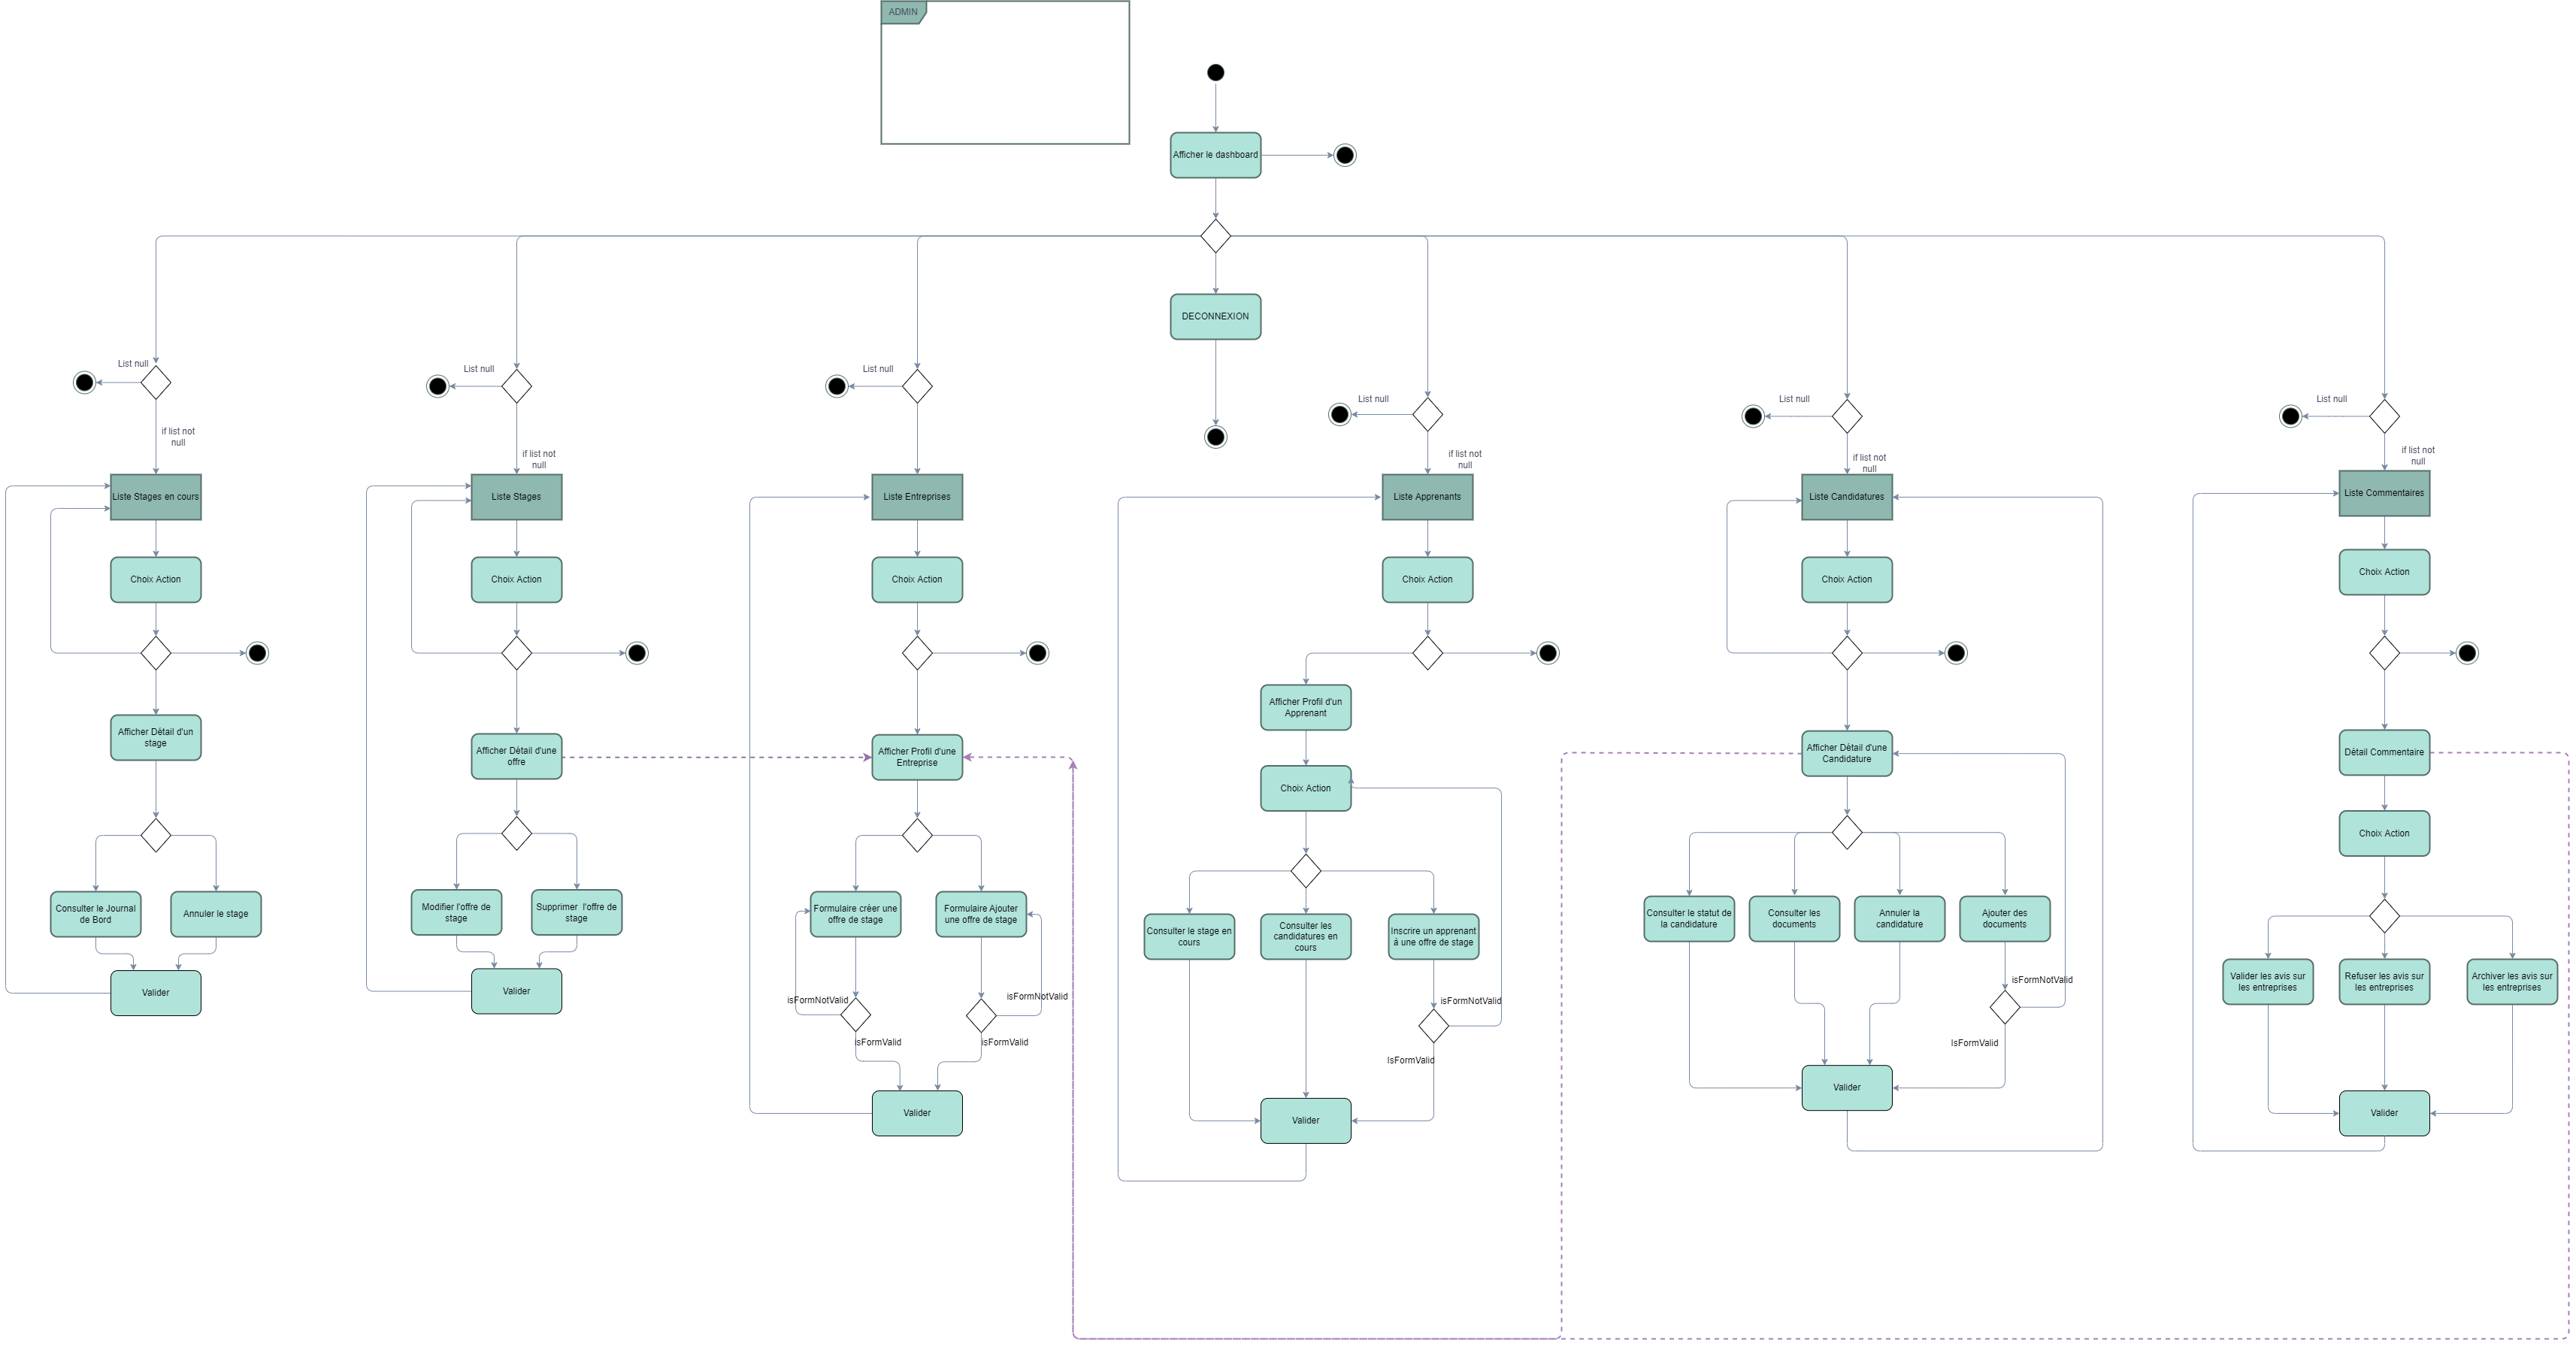 ADMIN
Afficher le dashboard
DECONNEXION
List null
if list not
null
Liste Stages en cours
Choix Action
Afficher Détail d'un
stage
Consulter le Journal
de Bord
Annuler le stage
Valider
List null
if list not
null
Liste Stages
Choix Action
Afficher Détail d'une
offre
Modifier l'offre de
stage
Supprimer  l'offre de
stage
Valider
List null
Liste Entreprises
Choix Action
Afficher Profil d'une
Entreprise
Formulaire créer une
offre de stage
Formulaire Ajouter
une offre de stage
isFormNotValid
isFormNotValid
isFormValid
isFormValid
Valider
List null
if list not
null
Liste Apprenants
Choix Action
Afficher Profil d'un
Apprenant
Choix Action
Consulter le stage en
cours
Consulter les
candidatures en
cours
Inscrire un apprenant
à une offre de stage
isFormNotValid
IsFormValid
Valider
List null
if list not
null
Liste Candidatures
Choix Action
Afficher Détail d'une
Candidature
Consulter le statut de
la candidature
Consulter les
documents
Annuler la
candidature
Ajouter des
documents
isFormNotValid
IsFormValid
Valider
List null
if list not
null
Liste Commentaires
Choix Action
Détail Commentaire
Choix Action
Valider les avis sur
les entreprises
Refuser les avis sur
les entreprises
Archiver les avis sur
les entreprises
Valider